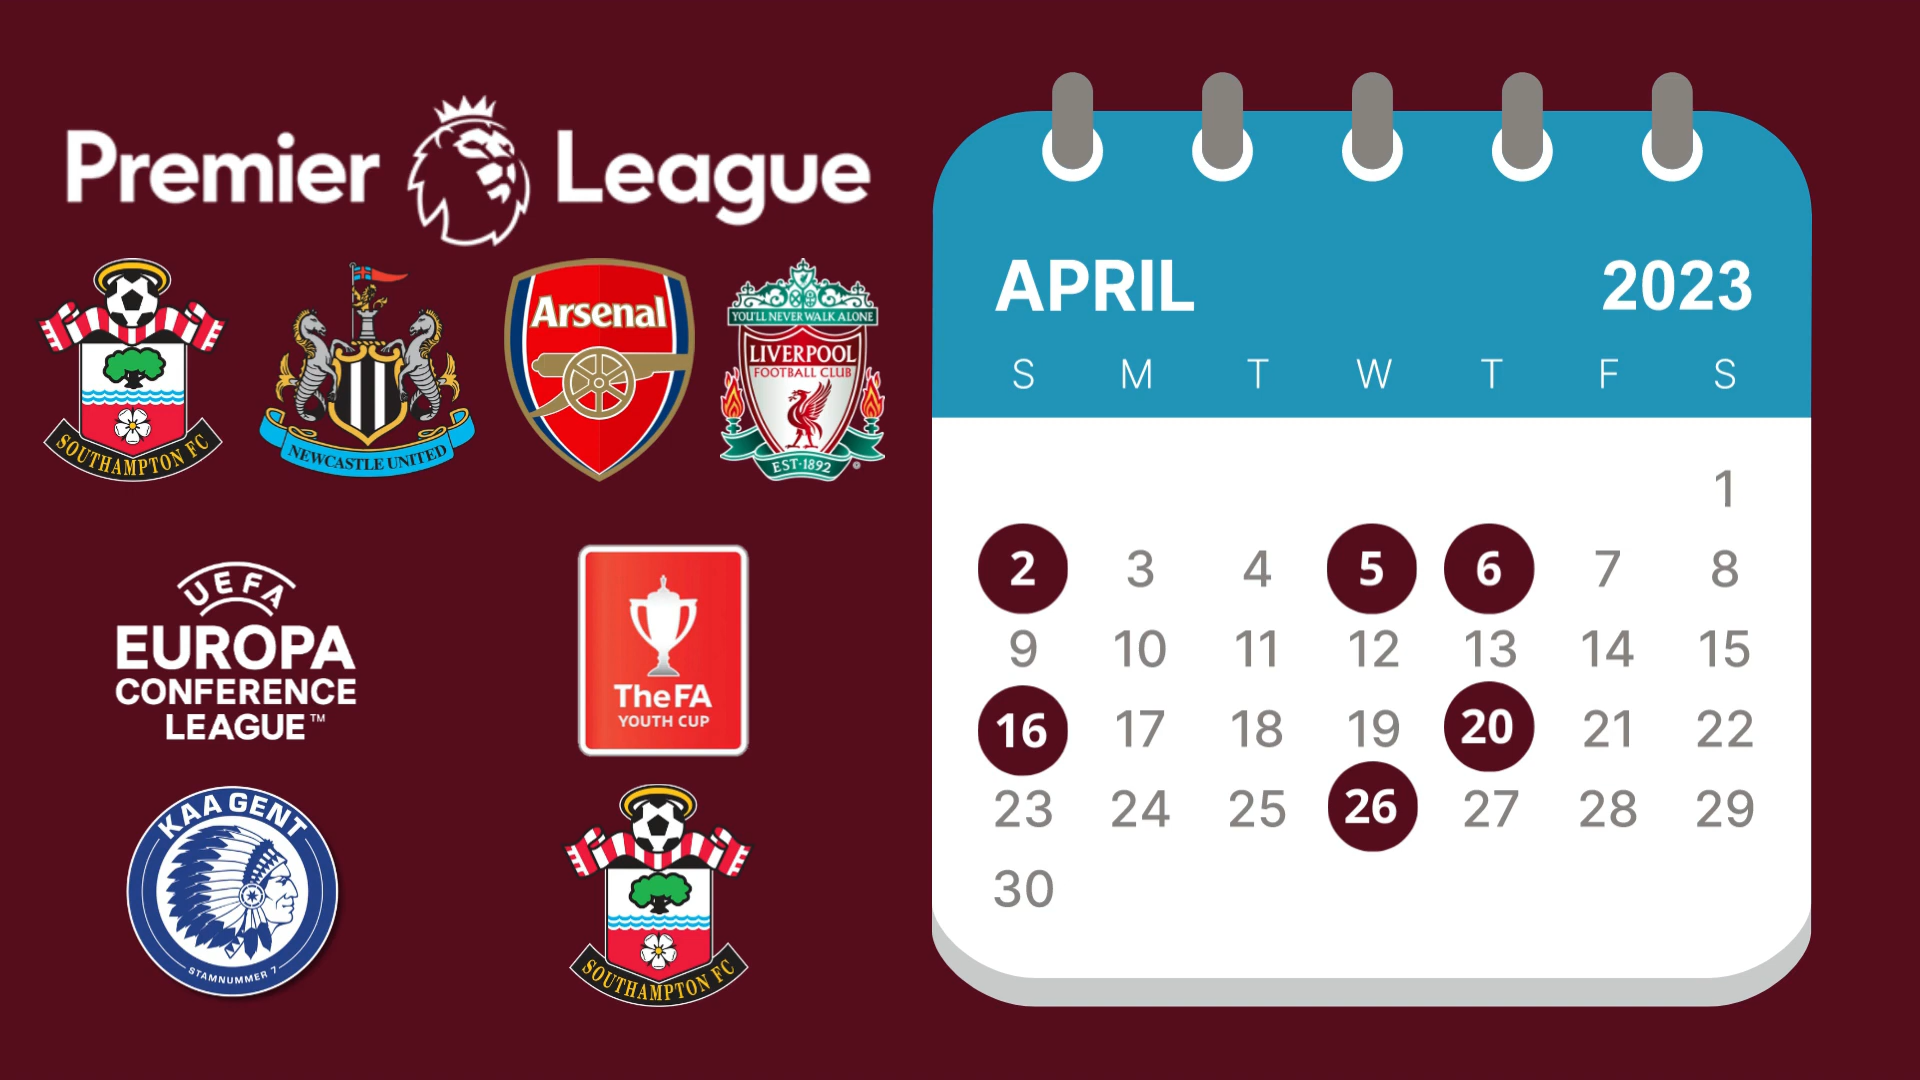 Premier League
Arsenal
YOU'LL NEVER WALK ALONE
LIVERPOOL
FOOTBALL CLUB
EST·1892
SOUTHAMPTON FC
NEWCASTLE UNITED
UEFA
EUROPA
CONFERENCE
LEAGUE™
The FA
YOUTH CUP
KAA GENT
STAMNUMMER 7
SOUTHAMPTON FC
APRIL 2023
S M T W T F S
1
2 3 4 5 6 7 8
9 10 11 12 13 14 15
16 17 18 19 20 21 22
23 24 25 26 27 28 29
30